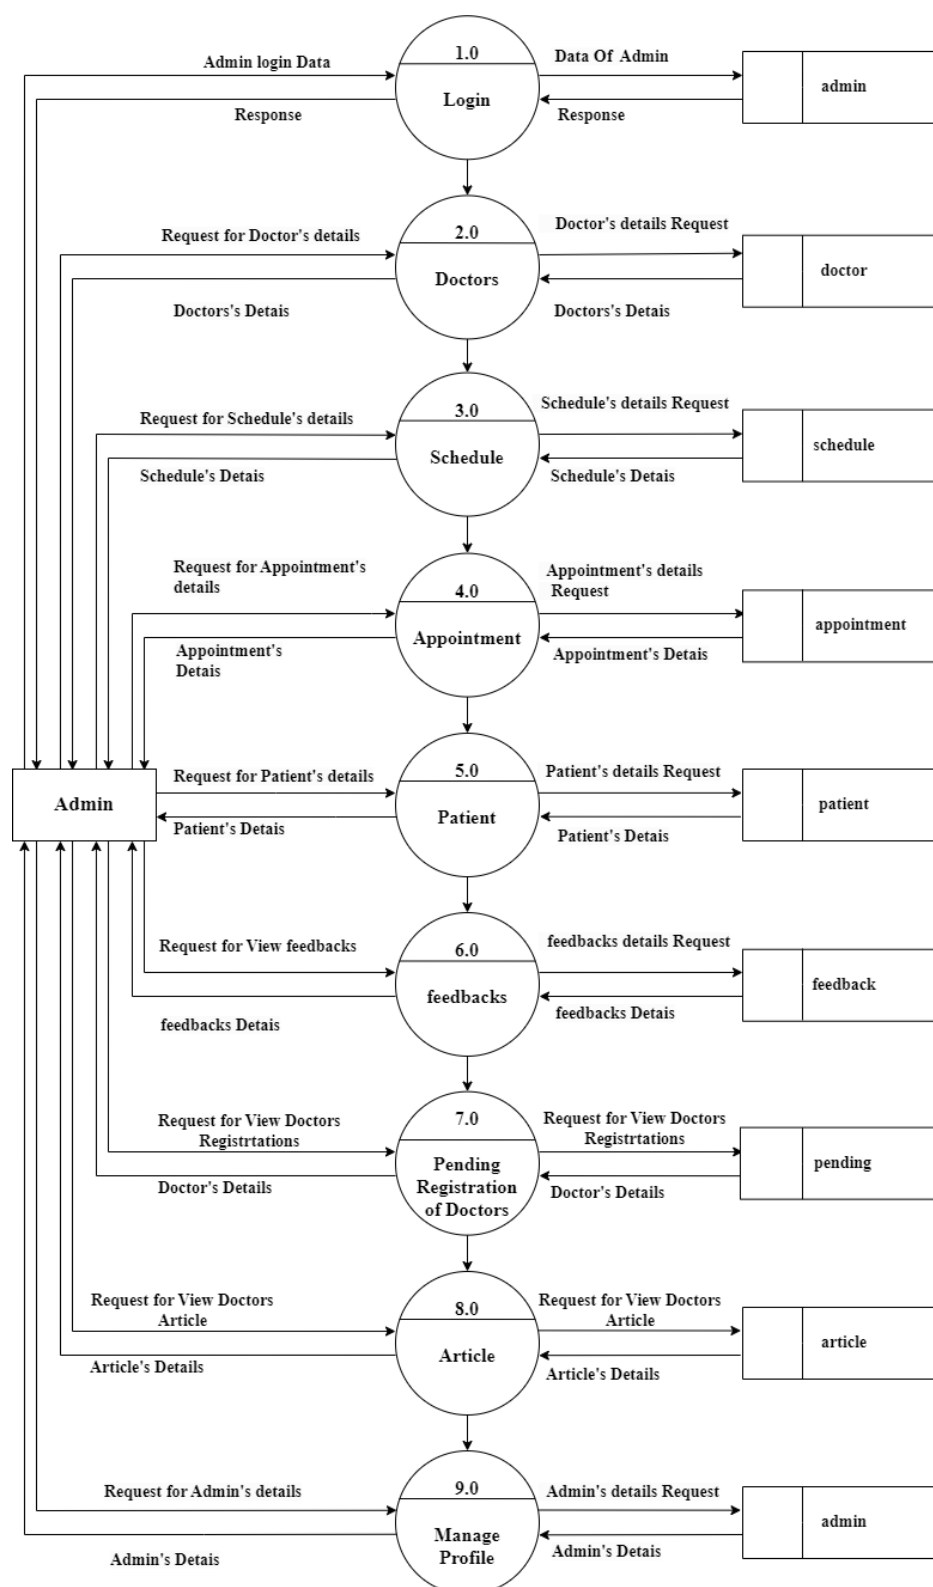 1.0
Admin login Data
Data Of Admin
admin
Login
Response
Response
2.0
Request for Doctor's details
Doctor's details Request
doctor
Doctors
Doctors's Detais
Doctors's Detais
3.0
Request for Schedule's details
Schedule's details Request
schedule
Schedule
Schedule's Detais
Schedule's Detais
Request for Appointment's
details
4.0
Appointment's details
Request
appointment
Appointment
Appointment's
Detais
Appointment's Detais
Admin
5.0
Request for Patient's details
Patient's details Request
patient
Patient
Patient's Detais
Patient's Detais
6.0
Request for View feedbacks
feedbacks details Request
feedback
feedbacks
feedbacks Detais
feedbacks Detais
7.0
Request for View Doctors
Registrtations
Request for View Doctors
Registrtations
pending
Pending
Registration
of Doctors
Doctor's Details
Doctor's Details
8.0
Request for View Doctors
Article
Request for View Doctors
Article
article
Article
Article's Details
Article's Details
9.0
Request for Admin's details
Admin's details Request
admin
Manage
Profile
Admin's Detais
Admin's Detais